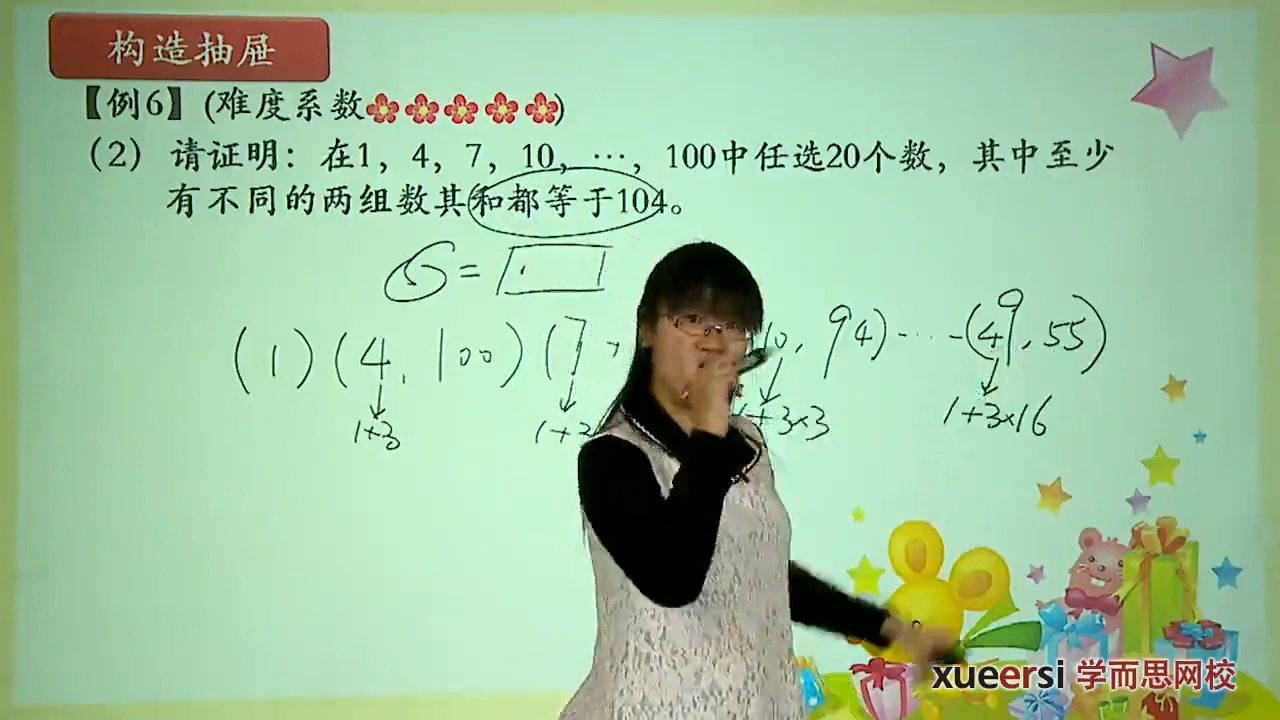 构造抽屉
【例6】(难度系数)
(2) 请证明：在1，4，7，10，…，100中任选20个数，其中至少
有不同的两组数其和都等于104。
(1)(4,100)(7,   10,94)-···-(49,55)
1+3   1+3   1+3×3   1+3×16
xueersi 学而思网校